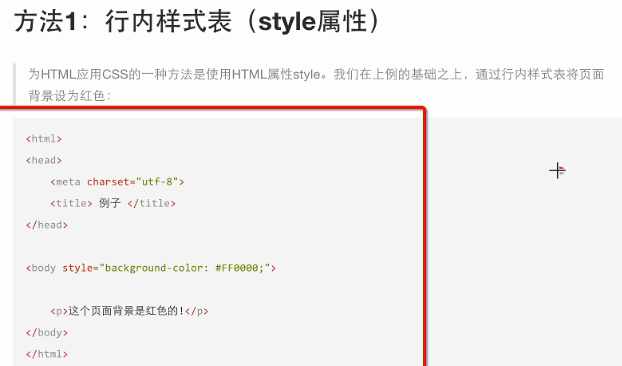 方法1：行内样式表（style属性）
为HTML应用CSS的一种方法是使用HTML属性style。我们在上例的基础之上，通过行内样式表将页面
背景设为红色：
<html>
<head>
<meta charset="utf-8">
<title> 例子 </title>
</head>
<body style="background-color: #FF0000;">
<p>这个页面背景是红色的!</p>
</body>
</html>